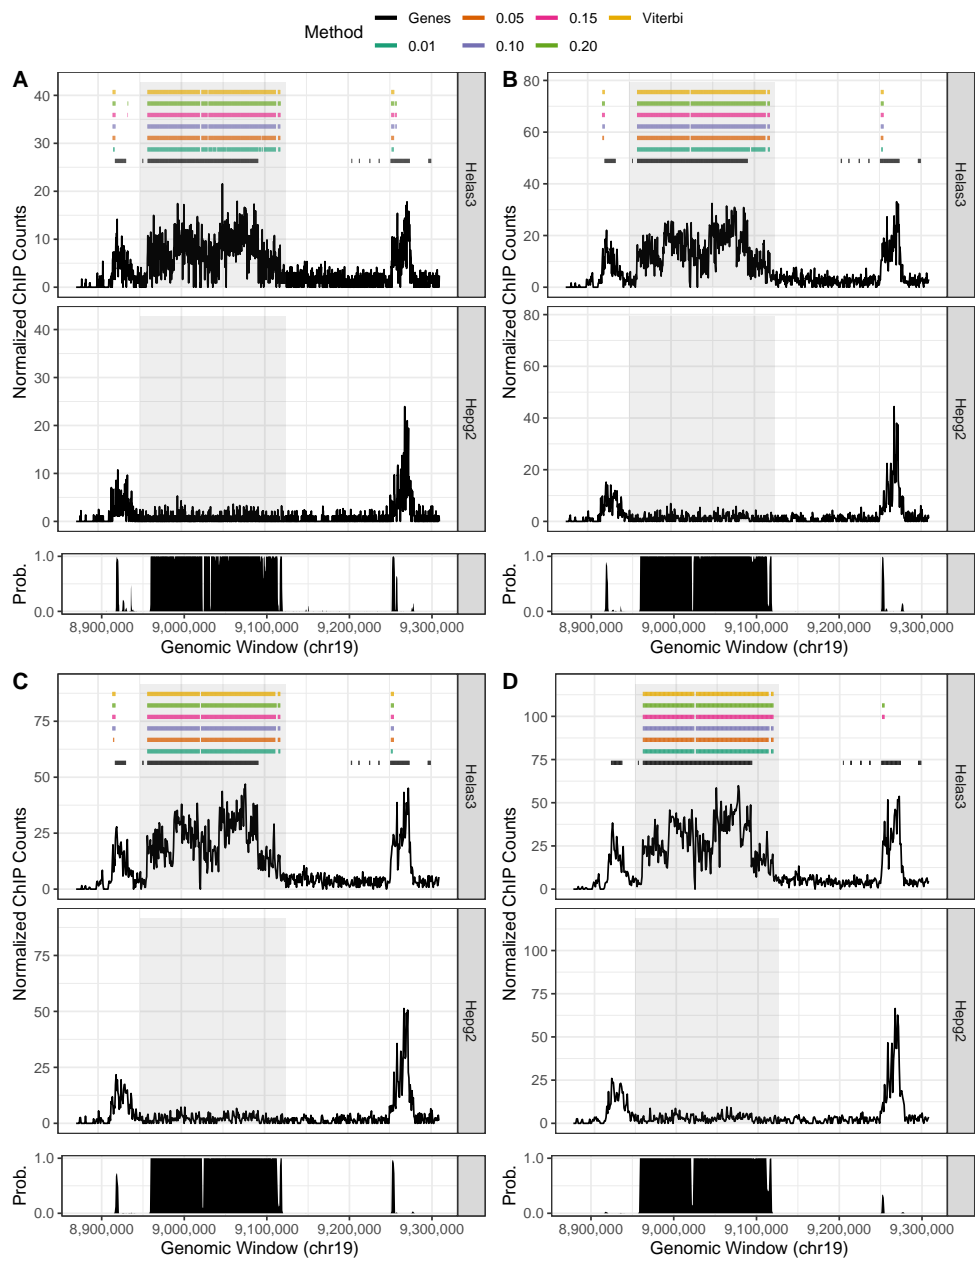 Method Genes 0.05 0.15 Viterbi
0.01 0.10 0.20
A
Normalized ChIP Counts
40
30
20
10
0
Helas3
40
30
20
10
0
Hepg2
Prob.
1.0
0.0
8,900,000 9,000,000 9,100,000 9,200,000 9,300,000
Genomic Window (chr19)
B
Normalized ChIP Counts
80
60
40
20
0
Helas3
80
60
40
20
0
Hepg2
Prob.
1.0
0.0
8,900,000 9,000,000 9,100,000 9,200,000 9,300,000
Genomic Window (chr19)
C
Normalized ChIP Counts
75
50
25
0
Helas3
75
50
25
0
Hepg2
Prob.
1.0
0.0
8,900,000 9,000,000 9,100,000 9,200,000 9,300,000
Genomic Window (chr19)
D
Normalized ChIP Counts
100
75
50
25
0
Helas3
100
75
50
25
0
Hepg2
Prob.
1.0
0.0
8,900,000 9,000,000 9,100,000 9,200,000 9,300,000
Genomic Window (chr19)